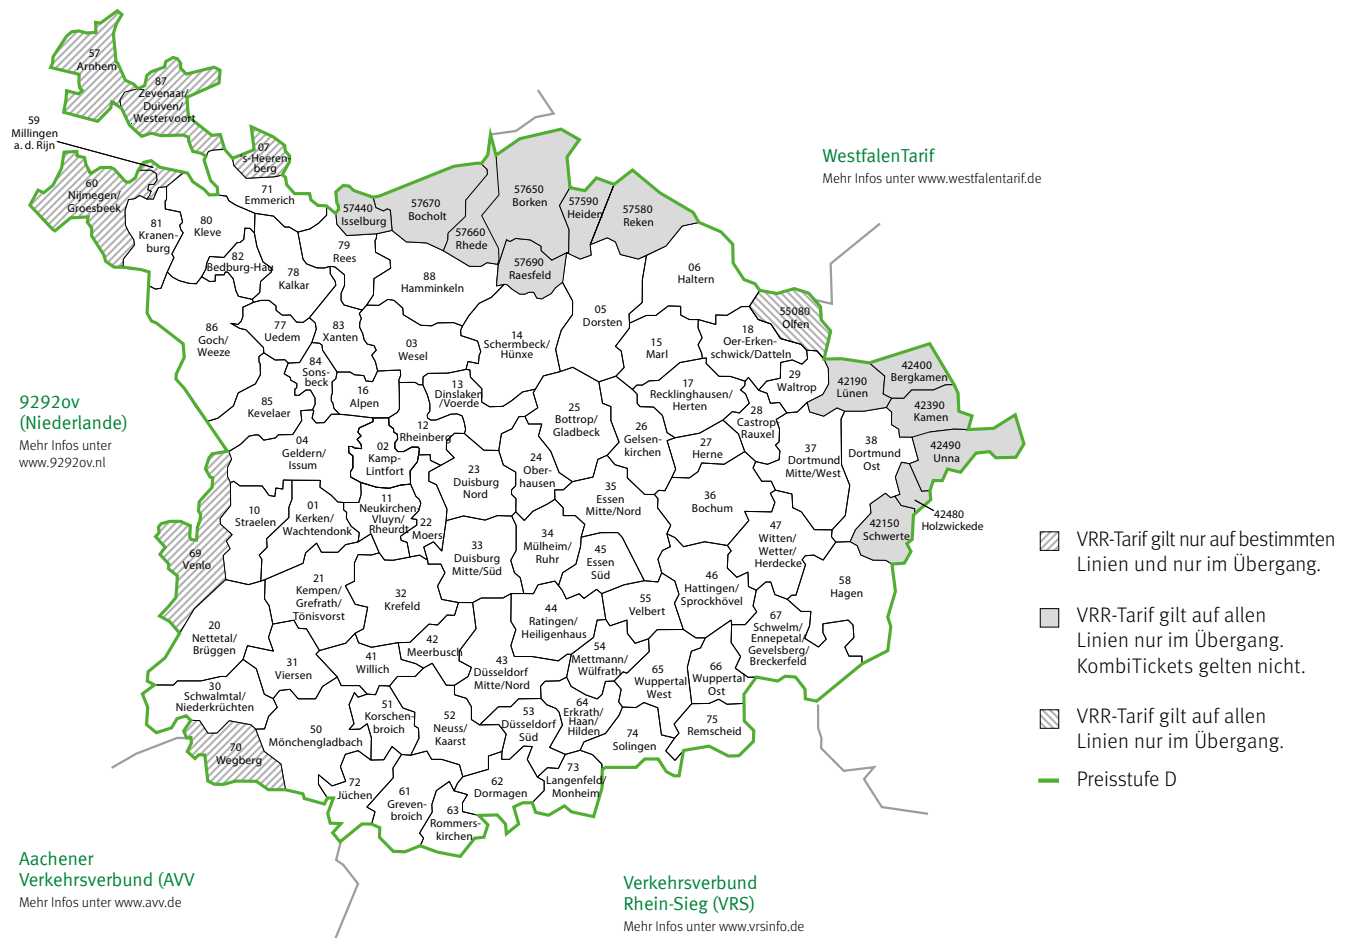 57
Arnhem
87
Zevenaar/
Duiven/
Westervoort
59
Millingen
a. d. Rijn
07
's-Heeren-
berg
60
Nijmegen/
Groesbeek
71
Emmerich
81
Kranen-
burg
80
Kleve
82
Bedburg-Hau
78
Kalkar
79
Rees
57440
Isselburg
57670
Bocholt
57660
Rhede
57650
Borken
57590
Heiden
57580
Reken
57690
Raesfeld
88
Hamminkeln
06
Haltern
05
Dorsten
55080
Olfen
WestfalenTarif
Mehr Infos unter www.westfalentarif.de
86
Goch/
Weeze
77
Uedem
83
Xanten
03
Wesel
14
Schermbeck/
Hünxe
15
Marl
18
Oer-Erken-
schwick/Datteln
84
Sons-
beck
16
Alpen
13
Dinslaken
/Voerde
17
Recklinghausen/
Herten
29
Waltrop
42190
Lünen
42400
Bergkamen
42390
Kamen
42490
Unna
42480
Holzwickede
42150
Schwerte
9292ov
(Niederlande)
Mehr Infos unter
www.9292ov.nl
85
Kevelaer
04
Geldern/
Issum
02
Kamp-
Lintfort
12
Rheinberg
25
Bottrop/
Gladbeck
26
Gelsen-
kirchen
27
Herne
28
Castrop-
Rauxel
37
Dortmund
Mitte/West
38
Dortmund
Ost
23
Duisburg
Nord
24
Ober-
hausen
35
Essen
Mitte/Nord
36
Bochum
10
Straelen
01
Kerken/
Wachtendonk
11
Neukirchen-
Vluyn/
Rheurdt
22
Moers
33
Duisburg
Mitte/Süd
34
Mülheim/
Ruhr
45
Essen
Süd
47
Witten/
Wetter/
Herdecke
69
Venlo
21
Kempen/
Grefrath/
Tönisvorst
32
Krefeld
44
Ratingen/
Heiligenhaus
55
Velbert
46
Hattingen/
Sprockhövel
58
Hagen
67
Schwelm/
Ennepetal/
Gevelsberg/
Breckerfeld
20
Nettetal/
Brüggen
31
Viersen
41
Willich
42
Meerbusch
43
Düsseldorf
Mitte/Nord
54
Mettmann/
Wülfrath
65
Wuppertal
West
66
Wuppertal
Ost
30
Schwalmtal/
Niederkrüchten
50
Mönchengladbach
51
Korschen-
broich
52
Neuss/
Kaarst
53
Düsseldorf
Süd
64
Erkrath/
Haan/
Hilden
74
Solingen
75
Remscheid
70
Wegberg
72
Jüchen
61
Greven-
broich
63
Rommers-
kirchen
62
Dormagen
73
Langenfeld/
Monheim
VRR-Tarif gilt nur auf bestimmten
Linien und nur im Übergang.
VRR-Tarif gilt auf allen
Linien nur im Übergang.
KombiTickets gelten nicht.
VRR-Tarif gilt auf allen
Linien nur im Übergang.
Preisstufe D
Aachener
Verkehrsverbund (AVV
Mehr Infos unter www.avv.de
Verkehrsverbund
Rhein-Sieg (VRS)
Mehr Infos unter www.vrsinfo.de